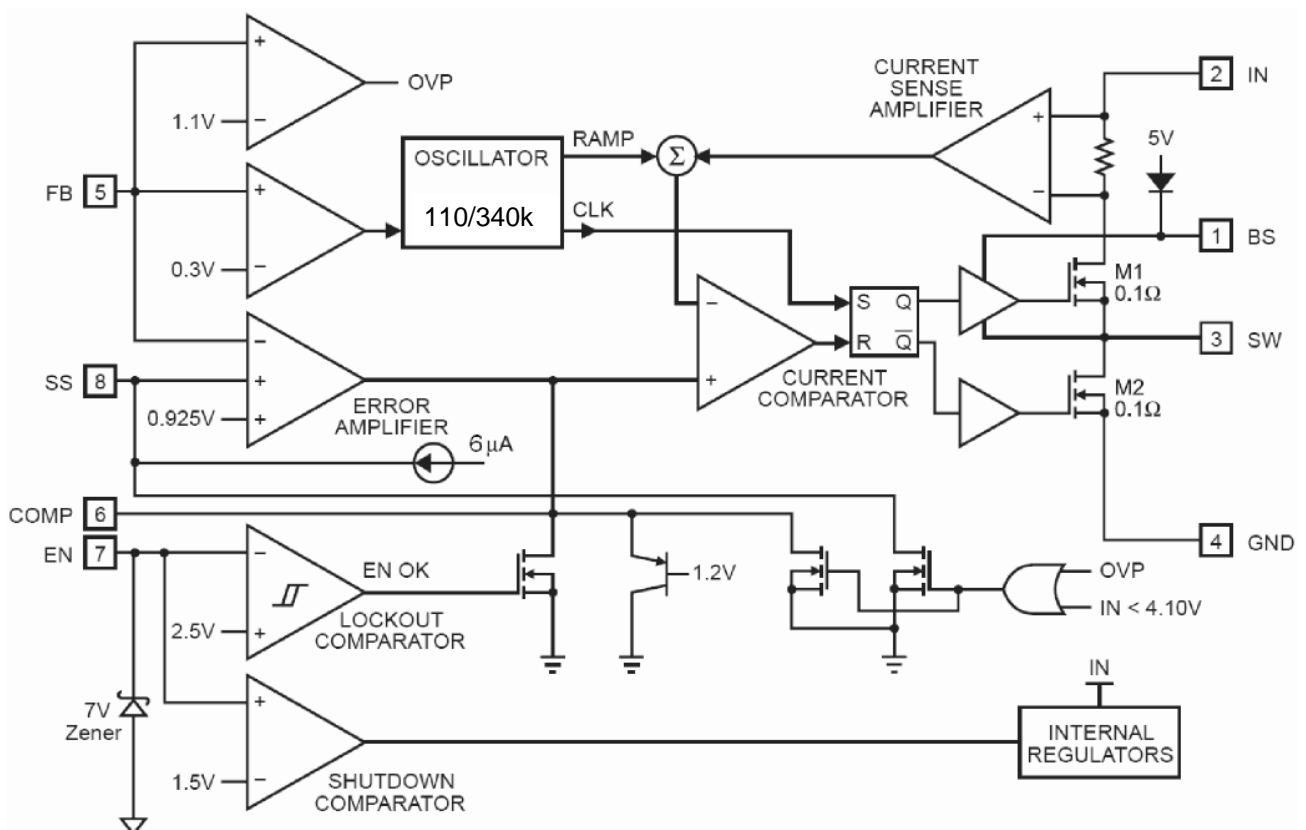 +
OVP
1.1V
−
CURRENT
SENSE
AMPLIFIER
2 IN
+
−
5V
RAMP
Σ
OSCILLATOR
110/340k
CLK
FB 5
+
0.3V
−
1 BS
M1
0.1Ω
−
+
S Q
R Q̅
CURRENT
COMPARATOR
3 SW
M2
0.1Ω
−
SS 8
+
0.925V
+
ERROR
AMPLIFIER
6µA
COMP 6
EN 7
−
EN OK
2.5V
+
LOCKOUT
COMPARATOR
1.2V
4 GND
OVP
IN < 4.10V
7V
Zener
+
1.5V
−
SHUTDOWN
COMPARATOR
IN
INTERNAL
REGULATORS